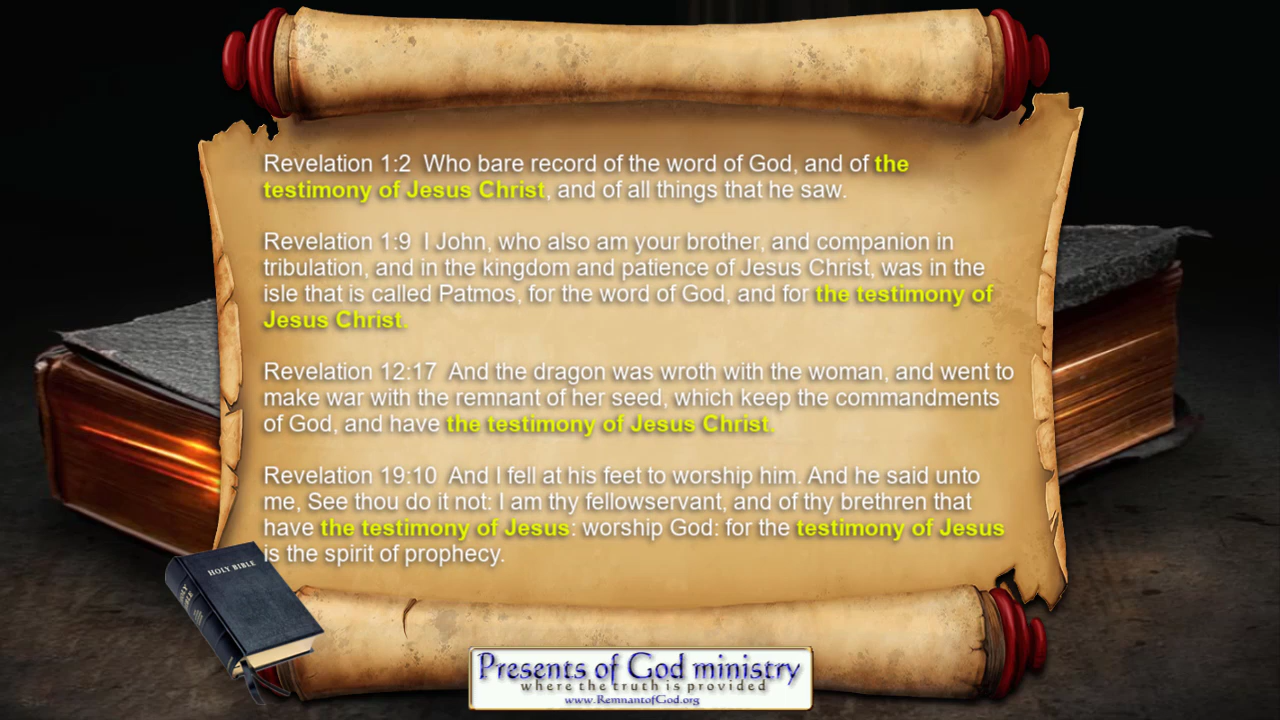 Revelation 1:2  Who bare record of the word of God, and of the
testimony of Jesus Christ, and of all things that he saw.
Revelation 1:9  I John, who also am your brother, and companion in
tribulation, and in the kingdom and patience of Jesus Christ, was in the
isle that is called Patmos, for the word of God, and for the testimony of
Jesus Christ.
Revelation 12:17  And the dragon was wroth with the woman, and went to
make war with the remnant of her seed, which keep the commandments
of God, and have the testimony of Jesus Christ.
Revelation 19:10  And I fell at his feet to worship him. And he said unto
me, See thou do it not: I am thy fellowservant, and of thy brethren that
have the testimony of Jesus: worship God: for the testimony of Jesus
is the spirit of prophecy.
HOLY BIBLE
Presents of God ministry
where the truth is provided
www.RemnantofGod.org